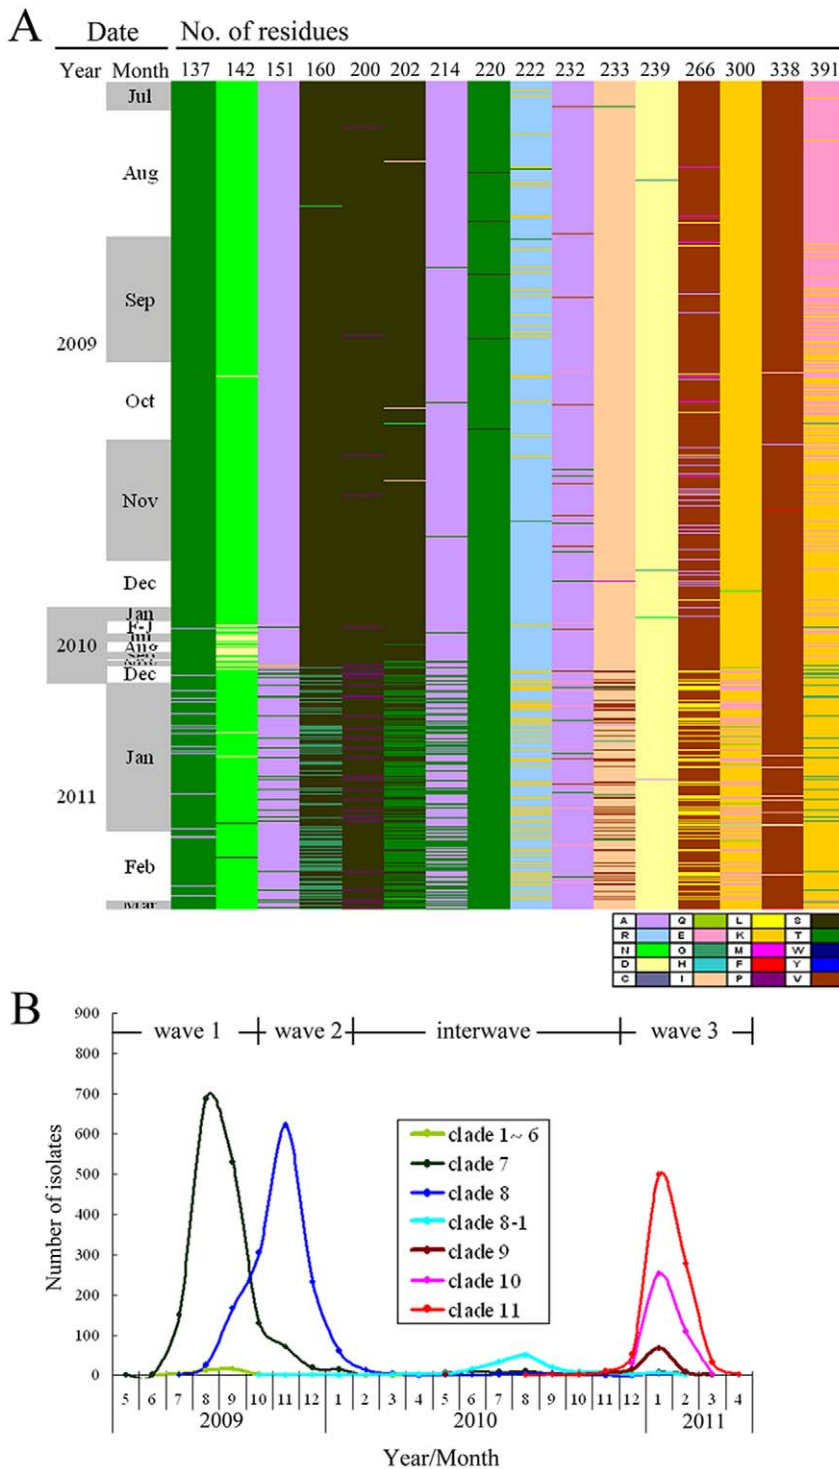 A
Date No. of residues
Year Month 137 142 151 160 200 202 214 220 222 232 233 239 266 300 338 391
Jul
Aug
Sep
2009
Oct
Nov
Dec
Jan
F-J
Jul
2010 Aug
Sep
Dec
Jan
2011
Feb
Mar
A Q L S
R E K T
N G M W
D H F Y
C I P V
B
900
wave 1 wave 2 interwave wave 3
800
700
600
500
400
300
200
100
0
Number of isolates
clade 1~6
clade 7
clade 8
clade 8-1
clade 9
clade 10
clade 11
5 6 7 8 9 10 11 12 1 2 3 4 5 6 7 8 9 10 11 12 1 2 3 4
2009 2010 2011
Year/Month